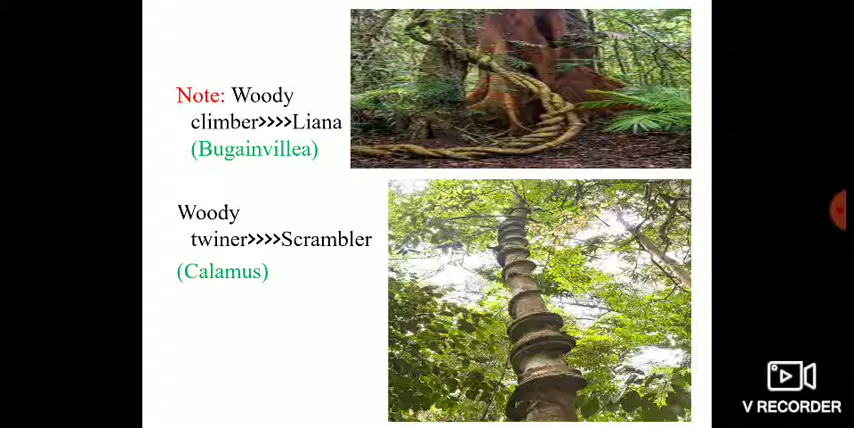 Note: Woody
climber>>>>Liana
(Bugainvillea)
Woody
twiner>>>>Scrambler
(Calamus)
V RECORDER